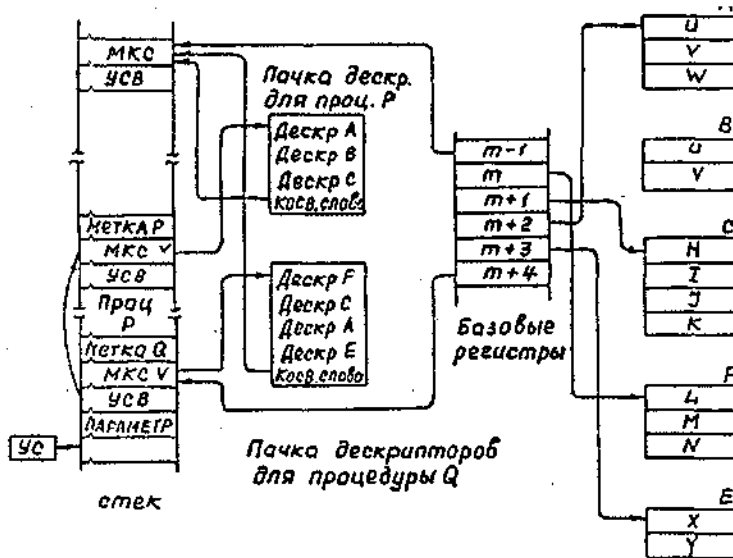 МКС
УСВ
МЕТКА P
МКС V
УСВ
Проц
P
МЕТКА Q
МКС V
УСВ
ПАРАМЕТР
УС
стек
Пачка дескр.
для проц. P
Дескр A
Дескр B
Дескр C
Косв. слово
Дескр F
Дескр C
Дескр A
Дескр E
Косв. слово
Пачка дескрипторов
для процедуры Q
m-1
m
m+1
m+2
m+3
m+4
Базовые
регистры
U
V
W
B
U
V
C
H
I
J
K
F
L
M
N
E
X
Y